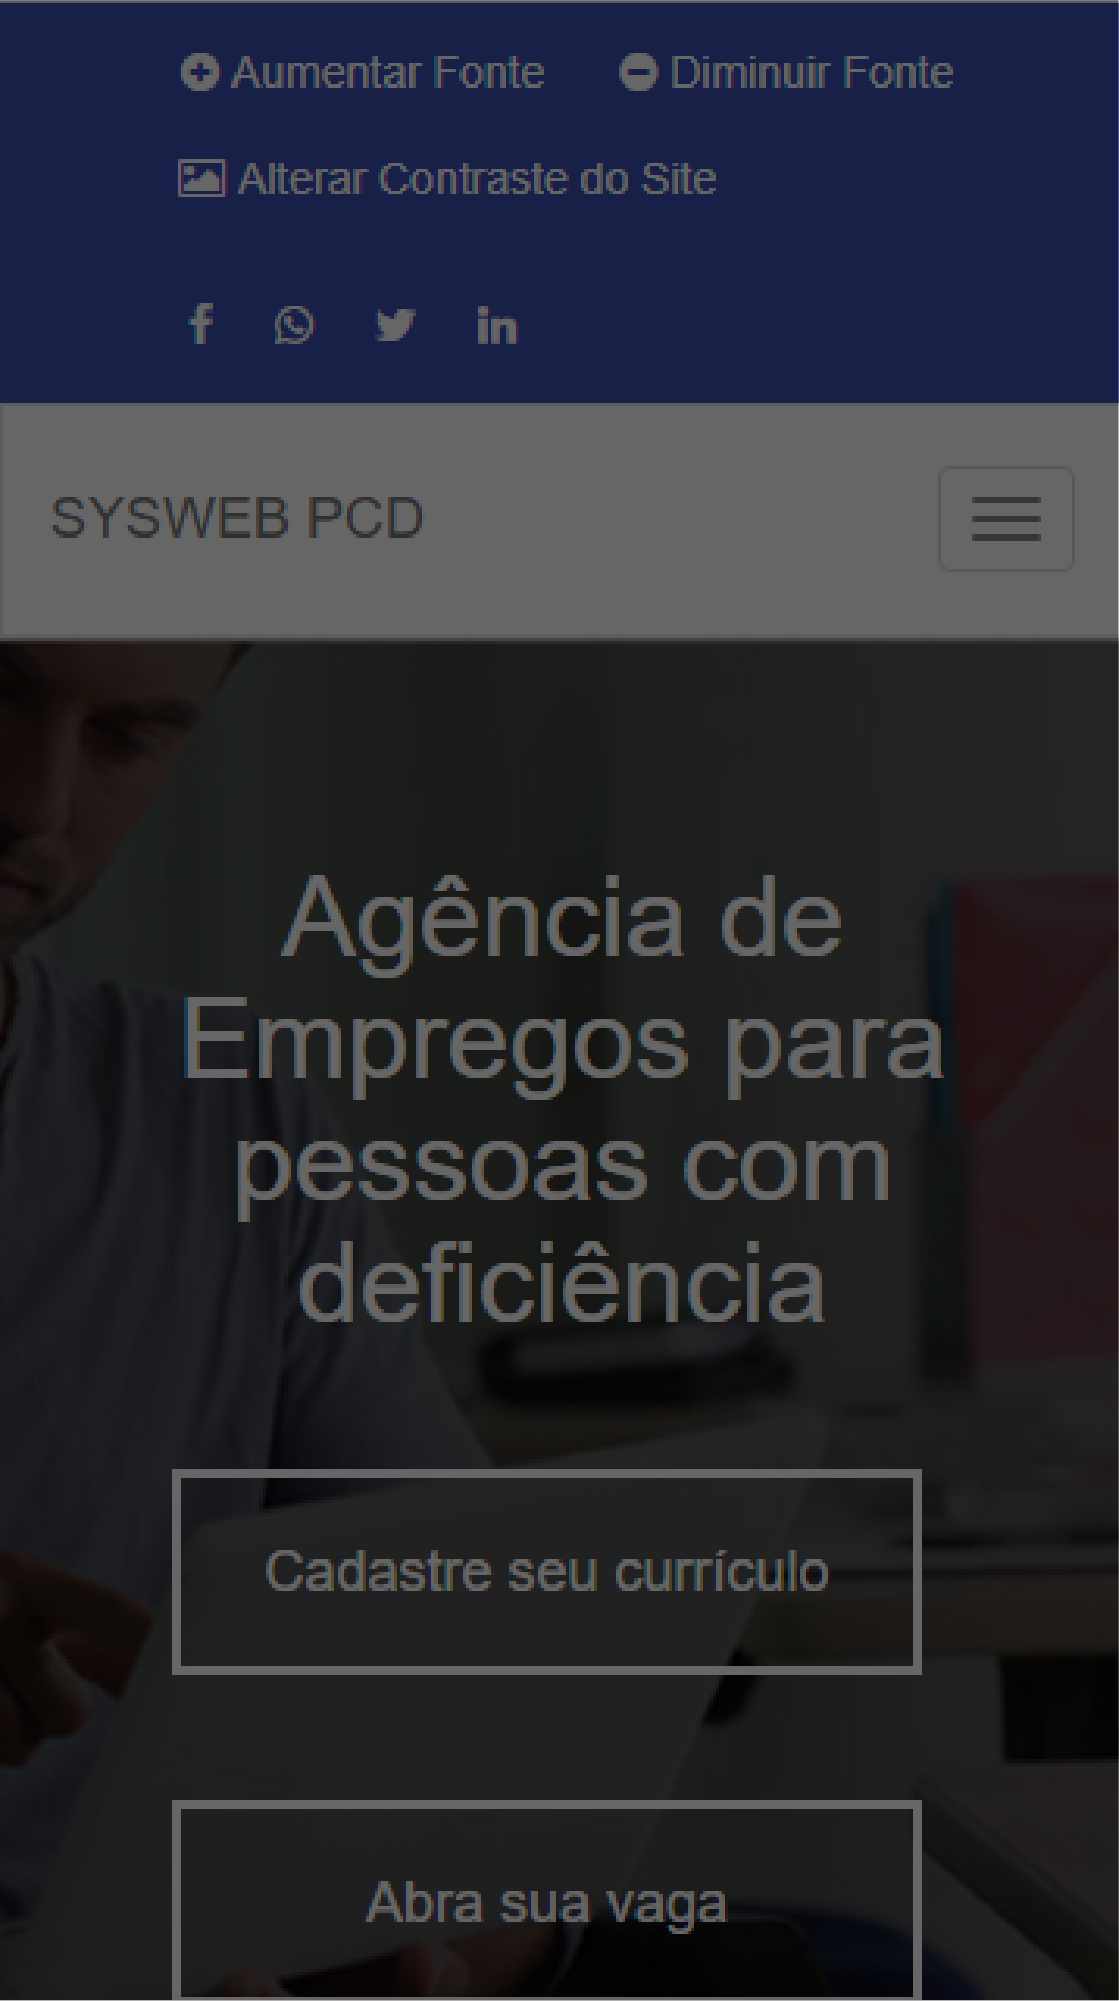 Aumentar Fonte Diminuir Fonte
Alterar Contraste do Site
SYSWEB PCD
Agência de
Empregos para
pessoas com
deficiência
Cadastre seu currículo
Abra sua vaga